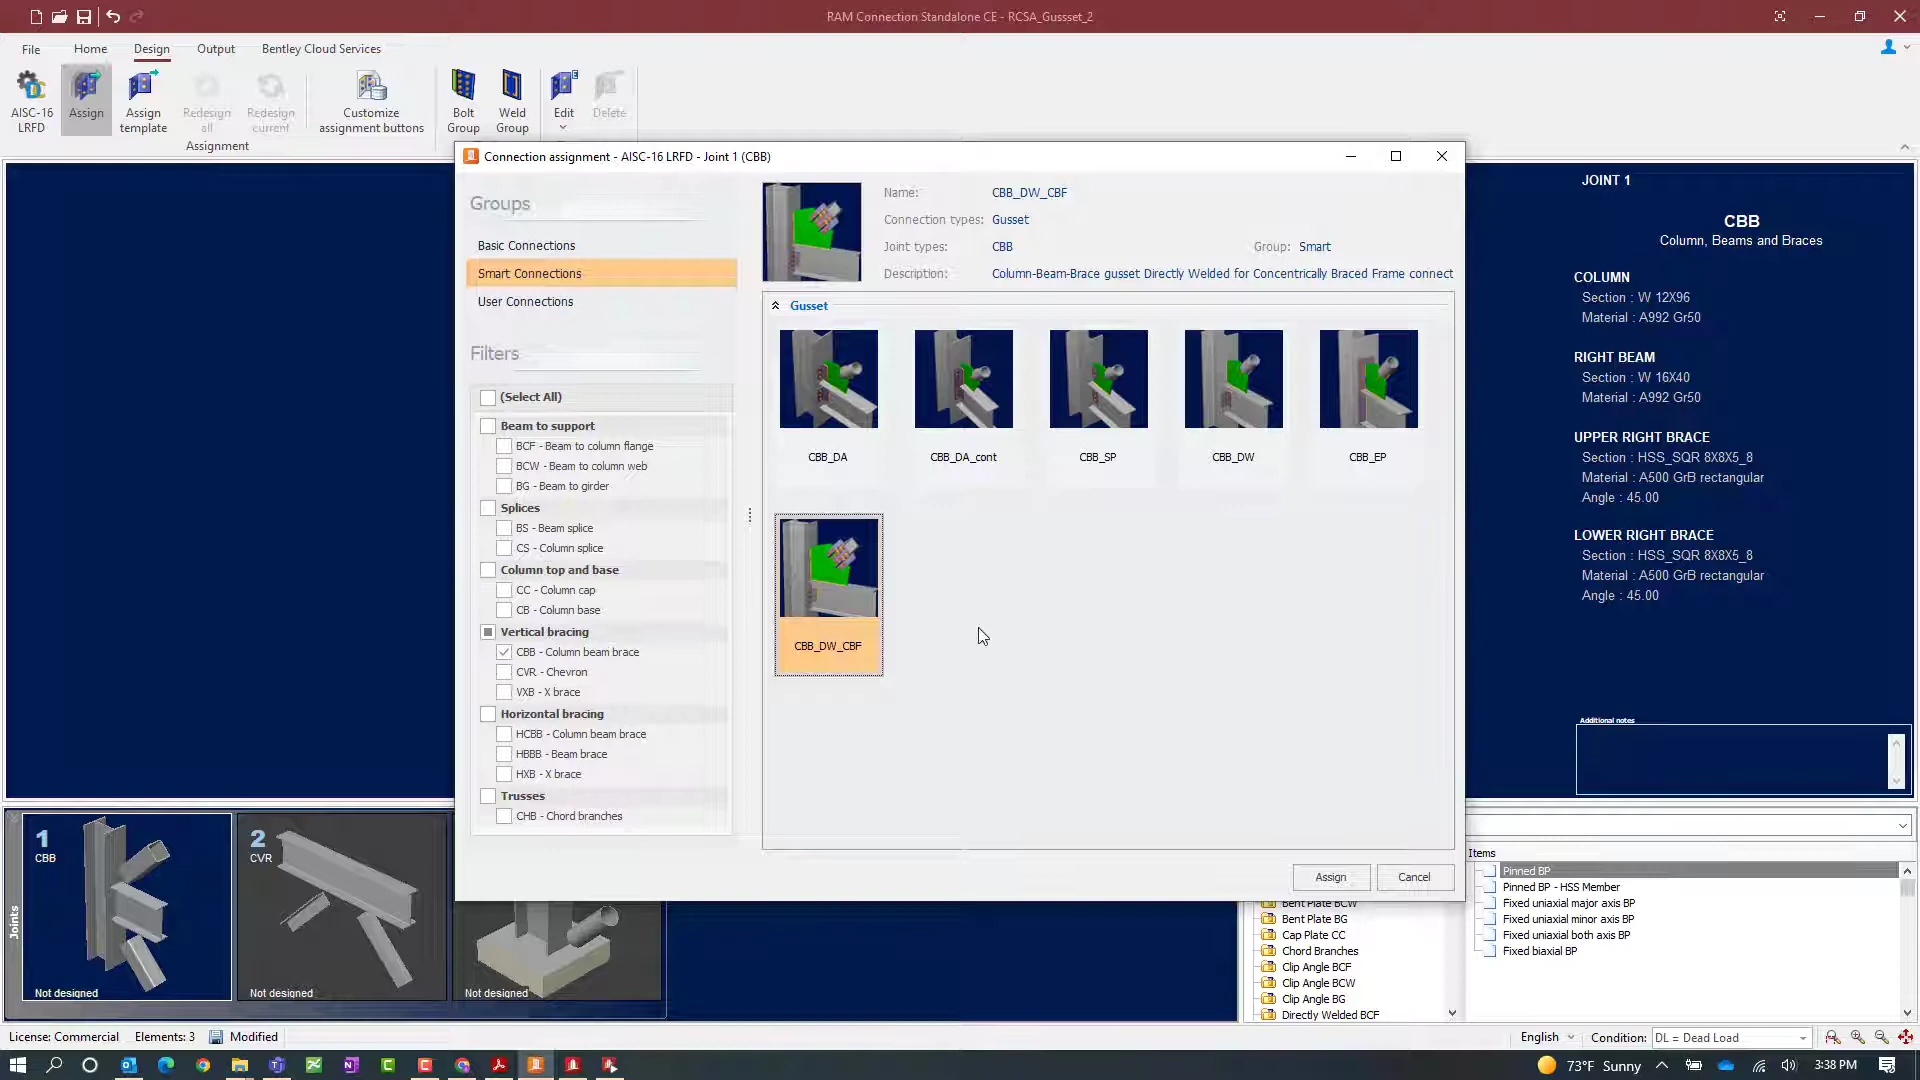 RAM Connection Standalone CE - RCSA_Gussset_2
File
Home
Design
Output
Bentley Cloud Services
AISC-16
LRFD
Assign
Assign
template
Redesign
all
Redesign
current
Customize
assignment buttons
Bolt
Group
Weld
Group
Edit
Delete
Assignment
Connection assignment - AISC-16 LRFD - Joint 1 (CBB)
Groups
Basic Connections
Smart Connections
User Connections
Filters
(Select All)
Beam to support
BCF - Beam to column flange
BCW - Beam to column web
BG - Beam to girder
Splices
BS - Beam splice
CS - Column splice
Column top and base
CC - Column cap
CB - Column base
Vertical bracing
CBB - Column beam brace
CVR - Chevron
VXB - X brace
Horizontal bracing
HCBB - Column beam brace
HBBB - Beam brace
HXB - X brace
Trusses
CHB - Chord branches
Name: CBB_DW_CBF
Connection types: Gusset
Joint types: CBB Group: Smart
Description: Column-Beam-Brace gusset Directly Welded for Concentrically Braced Frame connect
Gusset
CBB_DA
CBB_DA_cont
CBB_SP
CBB_DW
CBB_EP
CBB_DW_CBF
Assign
Cancel
JOINT 1
CBB
Column, Beams and Braces
COLUMN
Section : W 12X96
Material : A992 Gr50
RIGHT BEAM
Section : W 16X40
Material : A992 Gr50
UPPER RIGHT BRACE
Section : HSS_SQR 8X8X5_8
Material : A500 GrB rectangular
Angle : 45.00
LOWER RIGHT BRACE
Section : HSS_SQR 8X8X5_8
Material : A500 GrB rectangular
Angle : 45.00
Additional notes
Joints
1
CBB
Not designed
2
CVR
Not designed
Not designed
Bent Plate BCW
Bent Plate BG
Cap Plate CC
Chord Branches
Clip Angle BCF
Clip Angle BCW
Clip Angle BG
Directly Welded BCF
Items
Pinned BP
Pinned BP - HSS Member
Fixed uniaxial major axis BP
Fixed uniaxial minor axis BP
Fixed uniaxial both axis BP
Fixed biaxial BP
License: Commercial
Elements: 3
Modified
English
Condition: DL = Dead Load
73°F Sunny
3:38 PM